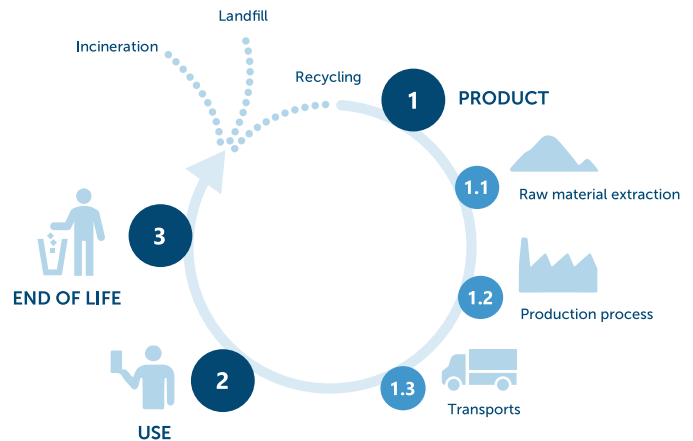 Landfill
Incineration
Recycling
1
PRODUCT
1.1
Raw material extraction
3
END OF LIFE
1.2
Production process
2
USE
1.3
Transports